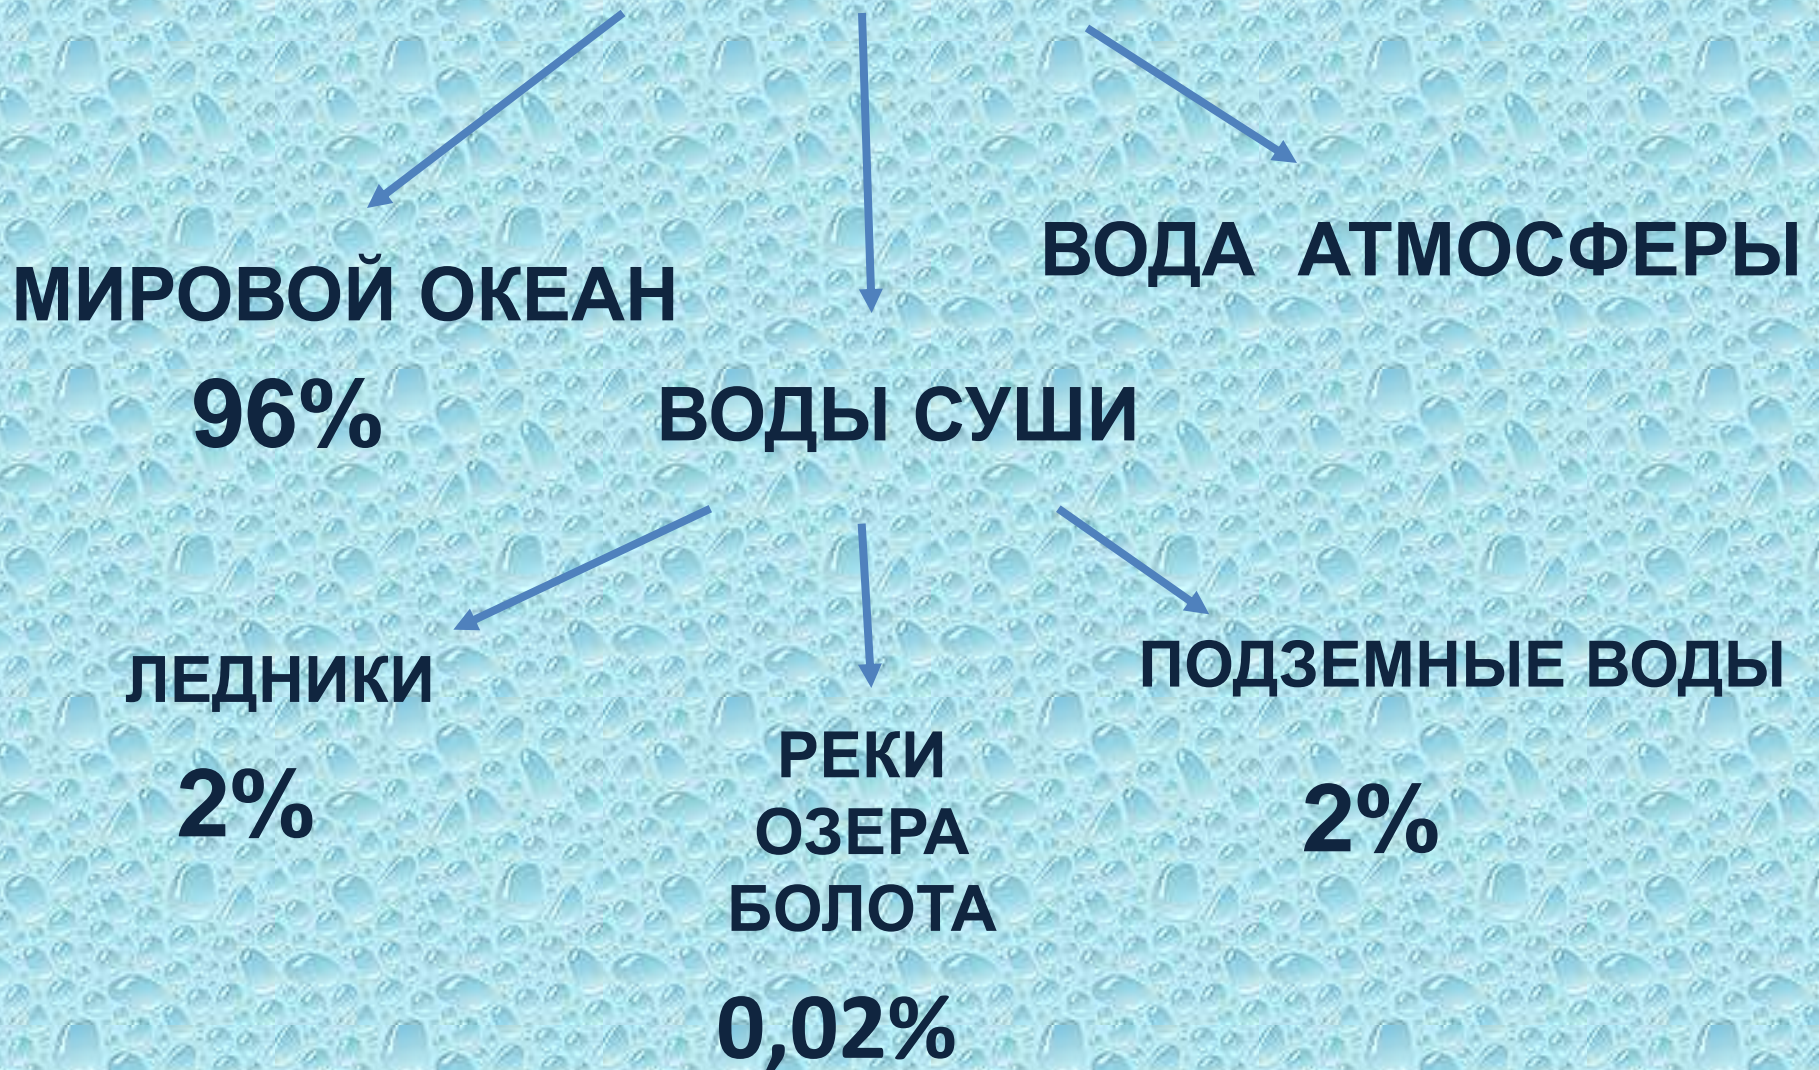 МИРОВОЙ ОКЕАН
96%
ВОДЫ СУШИ
ВОДА АТМОСФЕРЫ
ЛЕДНИКИ
2%
РЕКИ
ОЗЕРА
БОЛОТА
0,02%
ПОДЗЕМНЫЕ ВОДЫ
2%